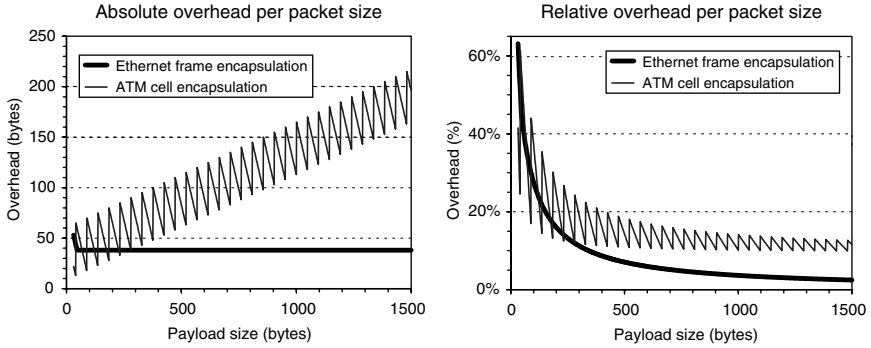 Absolute overhead per packet size
250
200
150
100
50
0
Overhead (bytes)
Ethernet frame encapsulation
ATM cell encapsulation
0
500
1000
1500
Payload size (bytes)
Relative overhead per packet size
60%
40%
20%
0%
Overhead (%)
Ethernet frame encapsulation
ATM cell encapsulation
0
500
1000
1500
Payload size (bytes)